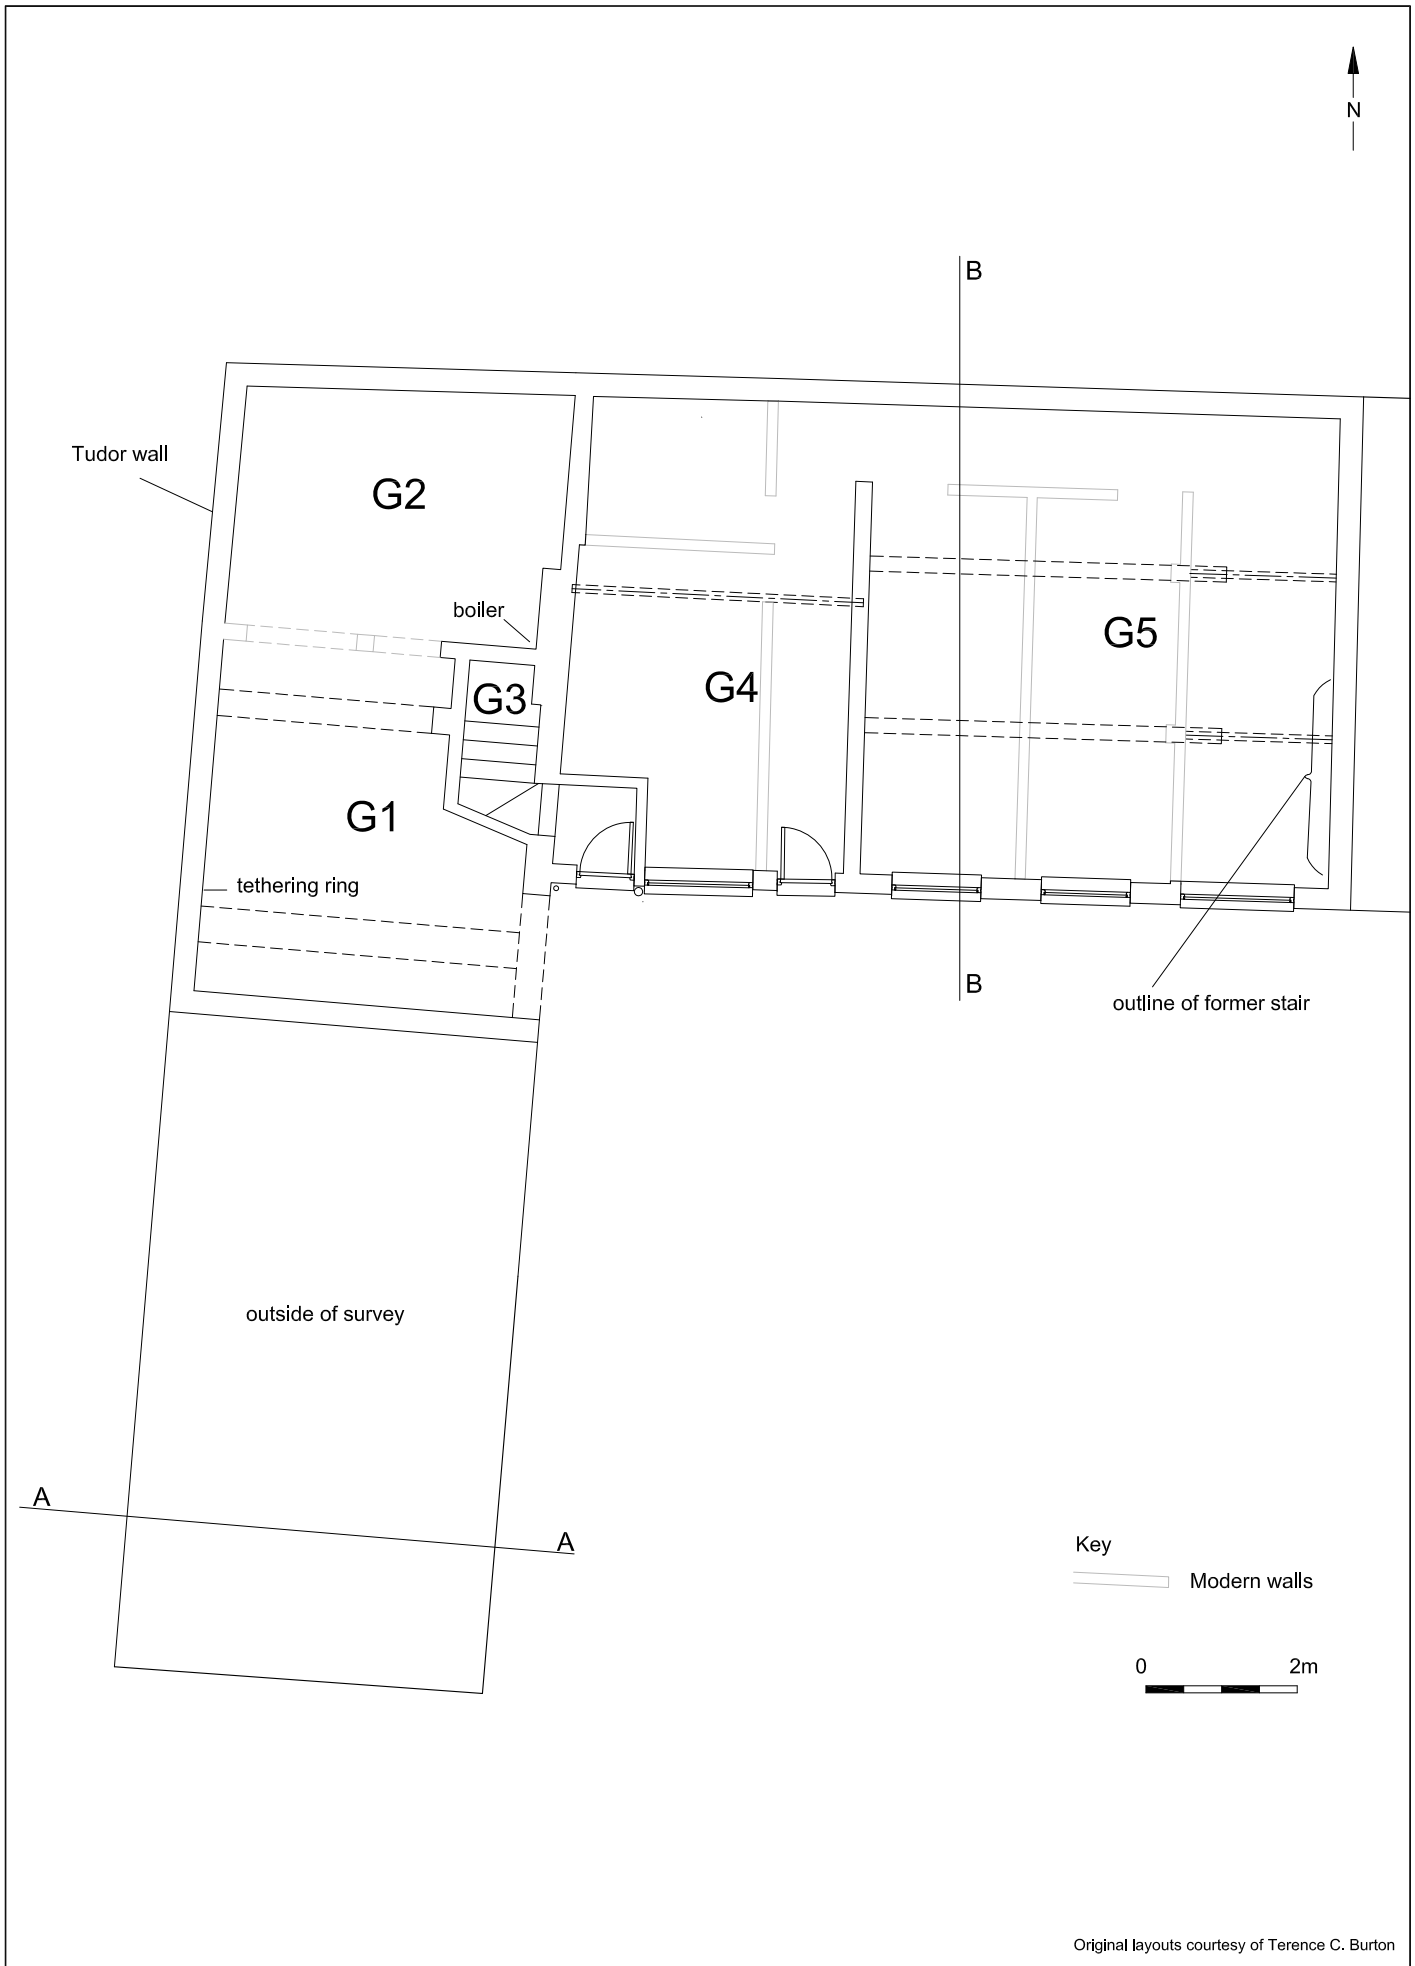 N
B
Tudor wall
G2
boiler
G5
G3
G4
G1
tethering ring
B
outline of former stair
outside of survey
A
A
Key
Modern walls
0 2m
Original layouts courtesy of Terence C. Burton